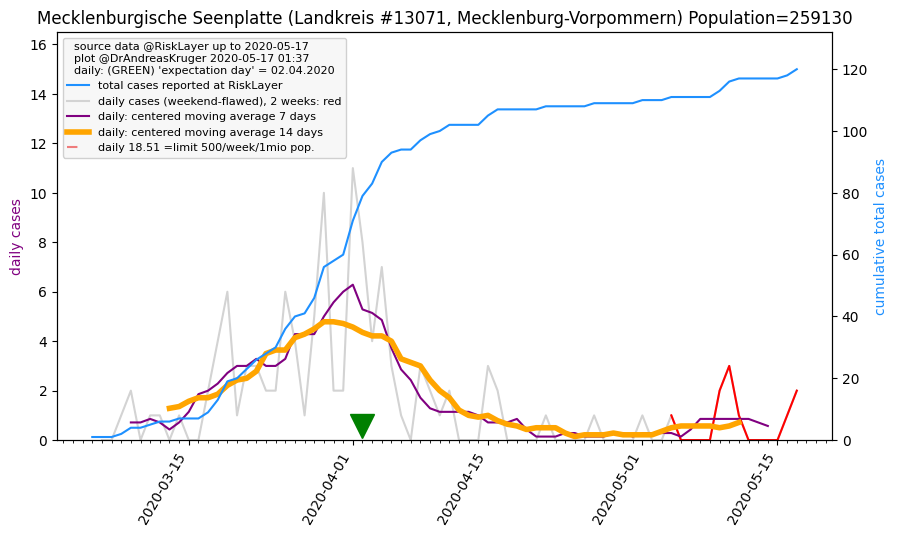 Mecklenburgische Seenplatte (Landkreis #13071, Mecklenburg-Vorpommern) Population=259130
source data @RiskLayer up to 2020-05-17
plot @DrAndreasKruger 2020-05-17 01:37
daily: (GREEN) 'expectation day' = 02.04.2020
total cases reported at RiskLayer
daily cases (weekend-flawed), 2 weeks: red
daily: centered moving average 7 days
daily: centered moving average 14 days
daily 18.51 =limit 500/week/1mio pop.
daily cases
16
14
12
10
8
6
4
2
0
120
100
80
60
40
20
0
cumulative total cases
2020-03-15
2020-04-01
2020-04-15
2020-05-01
2020-05-15